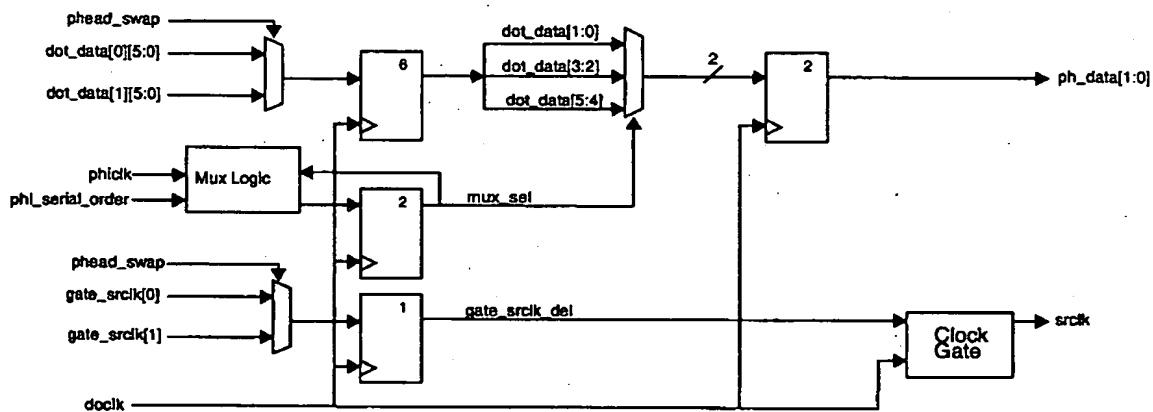 phead_swap
dot_data[0][5:0]
dot_data[1][5:0]
6
dot_data[1:0]
dot_data[3:2]
dot_data[5:4]
2
2
ph_data[1:0]
phiclk
phi_serial_order
Mux Logic
2
mux_sel
phead_swap
gate_srclk[0]
gate_srclk[1]
1
gate_srclk_del
Clock
Gate
srclk
doclk